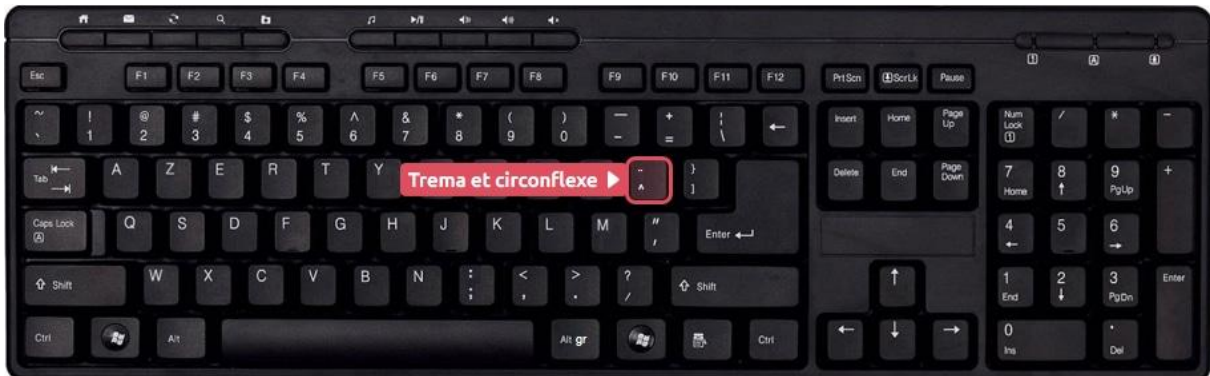 Esc F1 F2 F3 F4 F5 F6 F7 F8 F9 F10 F11 F12 PrtScn ScrLk Pause
~ ` ! 1 @ 2 # 3 $ 4 % 5 ^ 6 & 7 * 8 ( 9 ) 0 — - + = ¦ \ ← Insert Home Page Up Num Lock 1 / * -
Tab A Z E R T Y Trema et circonflexe ¨ ^ } ] Delete End Page Down 7 Home 8 ↑ 9 PgUp +
Caps Lock A Q S D F G H J K L M " ' Enter 4 ← 5 6 →
Shift W X C V B N : ; < , > . ? / Shift ↑ 1 End 2 ↓ 3 PgDn Enter
Ctrl Alt Alt gr Ctrl ← ↓ → 0 Ins . Del